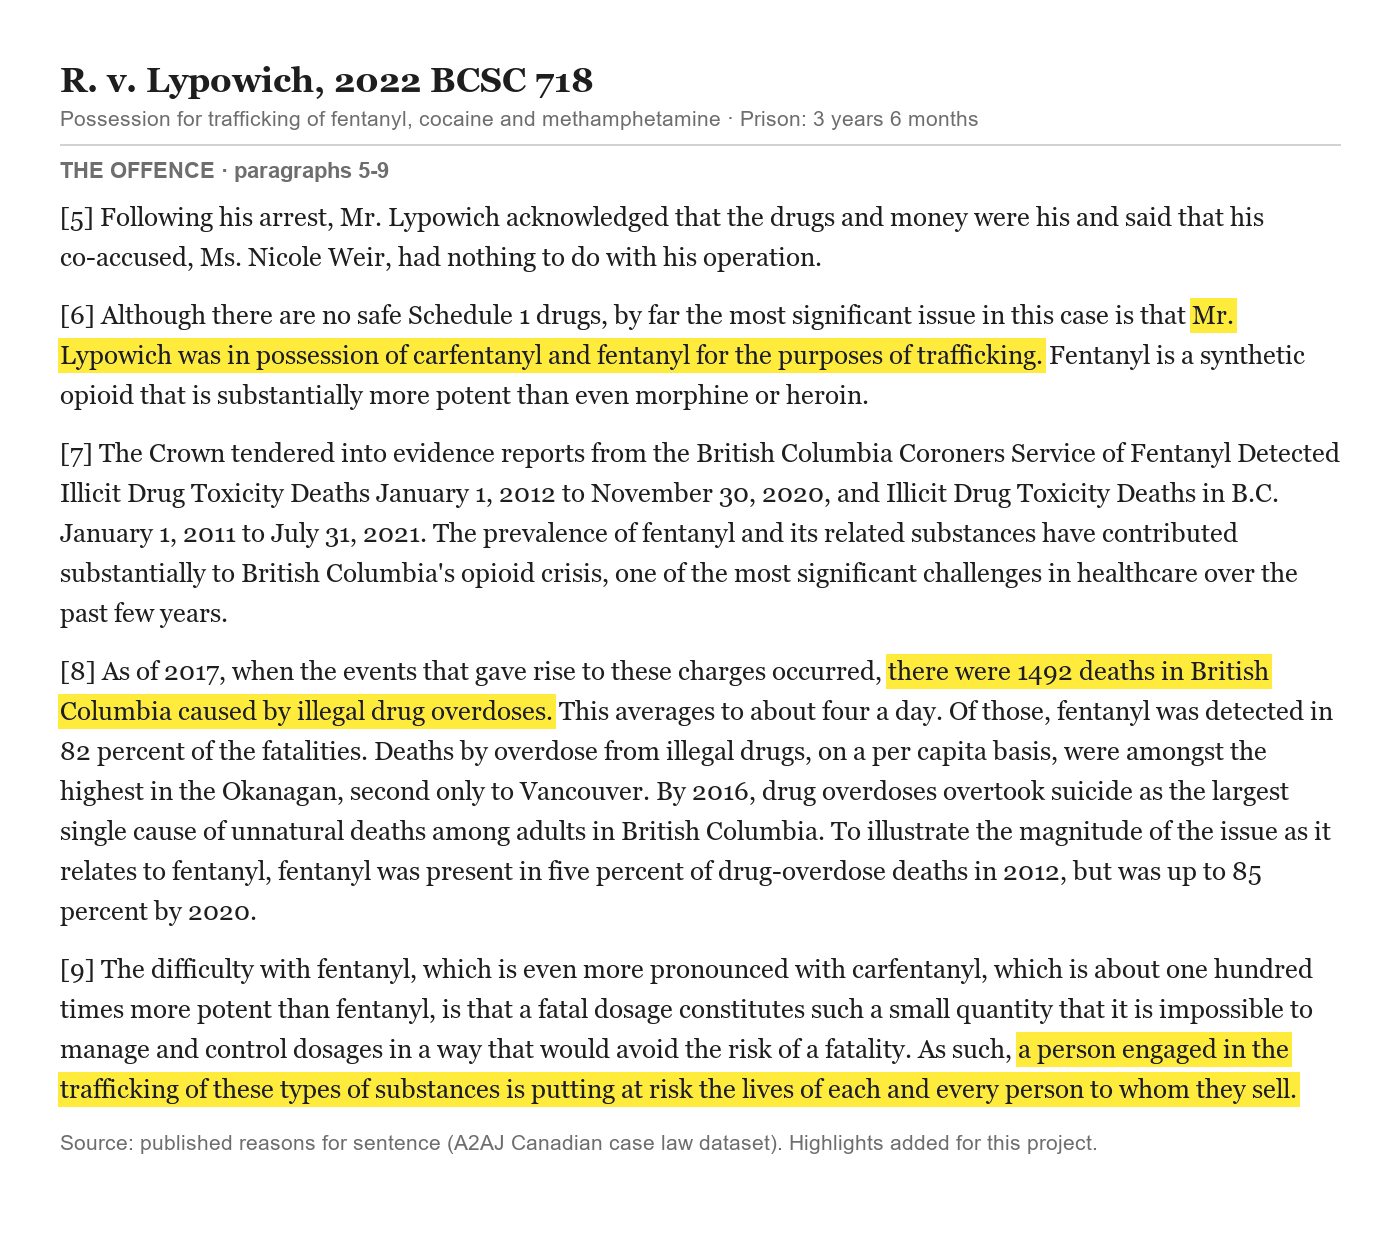 R. v. Lypowich, 2022 BCSC 718
Possession for trafficking of fentanyl, cocaine and methamphetamine · Prison: 3 years 6 months
THE OFFENCE · paragraphs 5-9
[5] Following his arrest, Mr. Lypowich acknowledged that the drugs and money were his and said that his
co-accused, Ms. Nicole Weir, had nothing to do with his operation.
[6] Although there are no safe Schedule 1 drugs, by far the most significant issue in this case is that Mr.
Lypowich was in possession of carfentanyl and fentanyl for the purposes of trafficking. Fentanyl is a synthetic
opioid that is substantially more potent than even morphine or heroin.
[7] The Crown tendered into evidence reports from the British Columbia Coroners Service of Fentanyl Detected
Illicit Drug Toxicity Deaths January 1, 2012 to November 30, 2020, and Illicit Drug Toxicity Deaths in B.C.
January 1, 2011 to July 31, 2021. The prevalence of fentanyl and its related substances have contributed
substantially to British Columbia's opioid crisis, one of the most significant challenges in healthcare over the
past few years.
[8] As of 2017, when the events that gave rise to these charges occurred, there were 1492 deaths in British
Columbia caused by illegal drug overdoses. This averages to about four a day. Of those, fentanyl was detected in
82 percent of the fatalities. Deaths by overdose from illegal drugs, on a per capita basis, were amongst the
highest in the Okanagan, second only to Vancouver. By 2016, drug overdoses overtook suicide as the largest
single cause of unnatural deaths among adults in British Columbia. To illustrate the magnitude of the issue as it
relates to fentanyl, fentanyl was present in five percent of drug-overdose deaths in 2012, but was up to 85
percent by 2020.
[9] The difficulty with fentanyl, which is even more pronounced with carfentanyl, which is about one hundred
times more potent than fentanyl, is that a fatal dosage constitutes such a small quantity that it is impossible to
manage and control dosages in a way that would avoid the risk of a fatality. As such, a person engaged in the
trafficking of these types of substances is putting at risk the lives of each and every person to whom they sell.
Source: published reasons for sentence (A2AJ Canadian case law dataset). Highlights added for this project.